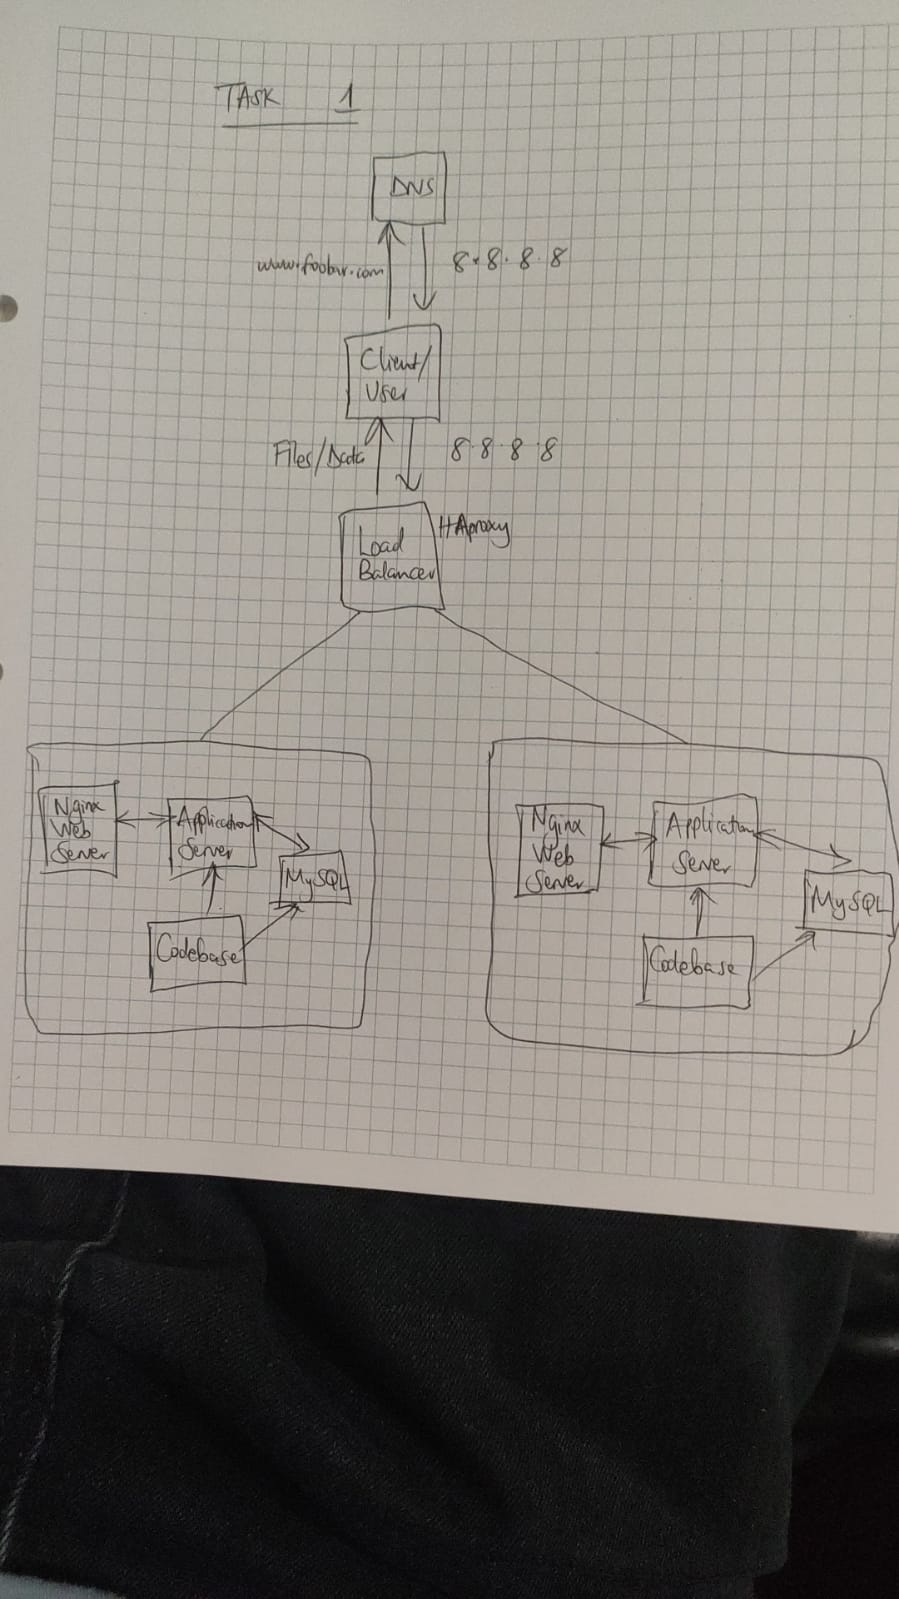 TASK 1
DNS
www.foobar.com
8.8.8.8
Client/
User
Files/Data
8.8.8.8
HAproxy
Load
Balancer
Nginx
Web
Server
Application
Server
MySQL
Codebase
Nginx
Web
Server
Application
Server
MySQL
Codebase